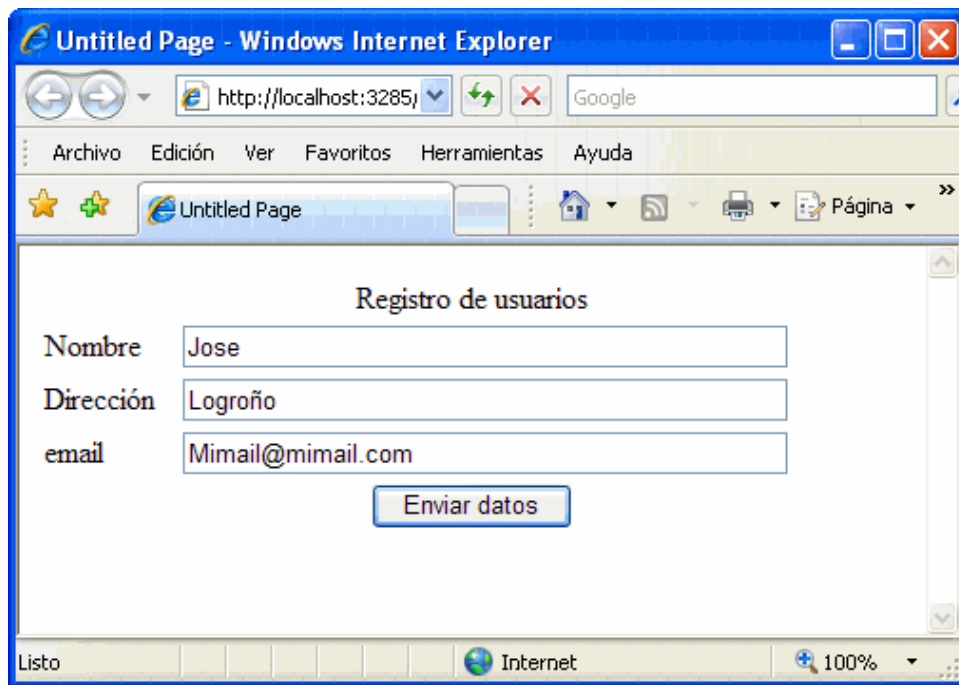 Untitled Page - Windows Internet Explorer
http://localhost:3285/
Google
Archivo Edición Ver Favoritos Herramientas Ayuda
Untitled Page
Página
Registro de usuarios
Nombre Jose
Dirección Logroño
email Mimail@mimail.com
Enviar datos
Listo Internet 100%